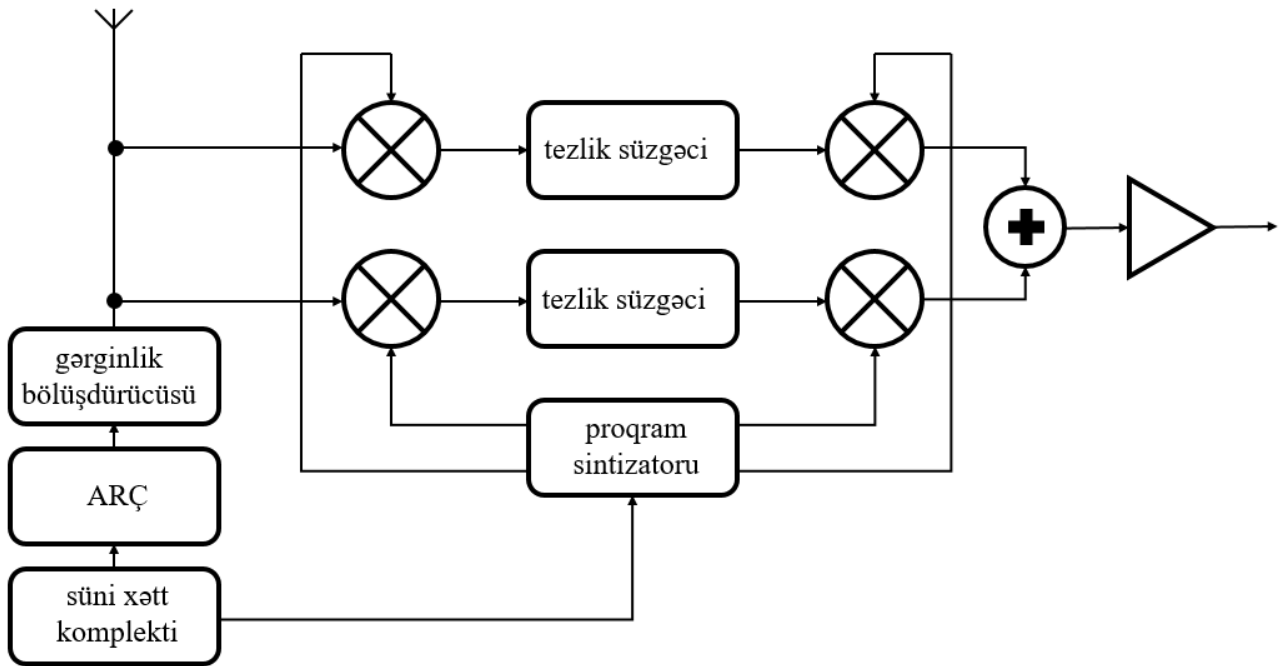 tezlik süzgəci
tezlik süzgəci
gərginlik
bölüşdürücüsü
proqram
sintizatoru
ARÇ
süni xətt
komplekti